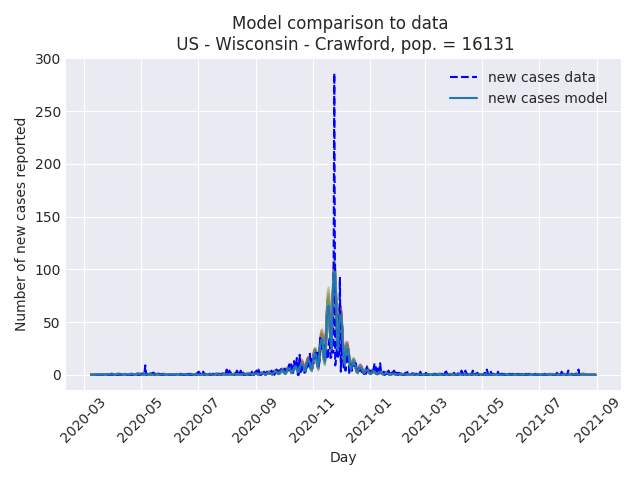 Model comparison to data
US - Wisconsin - Crawford, pop. = 16131
new cases data
new cases model
Number of new cases reported
300
250
200
150
100
50
0
2020-03
2020-05
2020-07
2020-09
2020-11
2021-01
2021-03
2021-05
2021-07
2021-09
Day